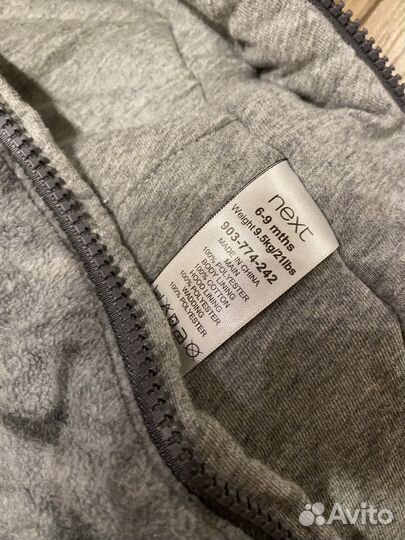 next
6-9 mths
Weight 9.5kg/21lbs
903-774-242
MADE IN CHINA
MAIN
100% POLYESTER
BODY LINING
100% COTTON
HOOD LINING
100% POLYESTER
WADDING
100% POLYESTER
Avito